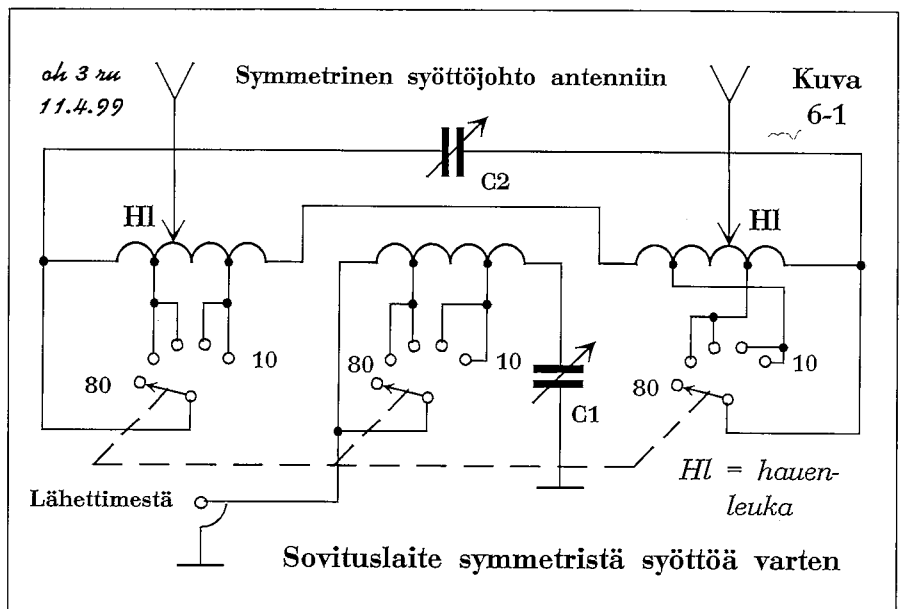 oh 3 ru
11.4.99
Symmetrinen syöttöjohto antenniin
Kuva
6-1
C2
Hl
Hl
10
80
10
80
C1
10
80
Lähettimestä
Hl = hauen-
leuka
Sovituslaite symmetristä syöttöä varten